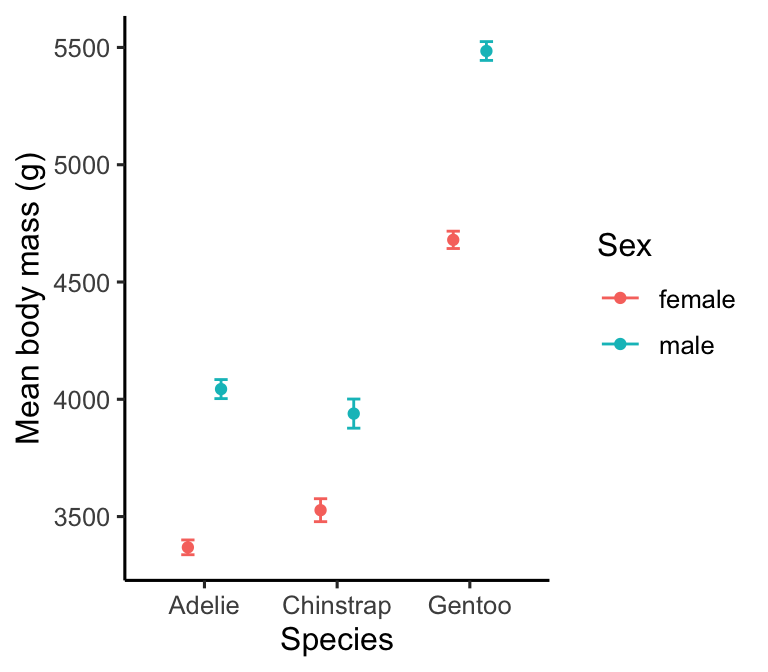 5500
5000
4500
4000
3500
Mean body mass (g)
Adelie Chinstrap Gentoo
Species
Sex
female
male